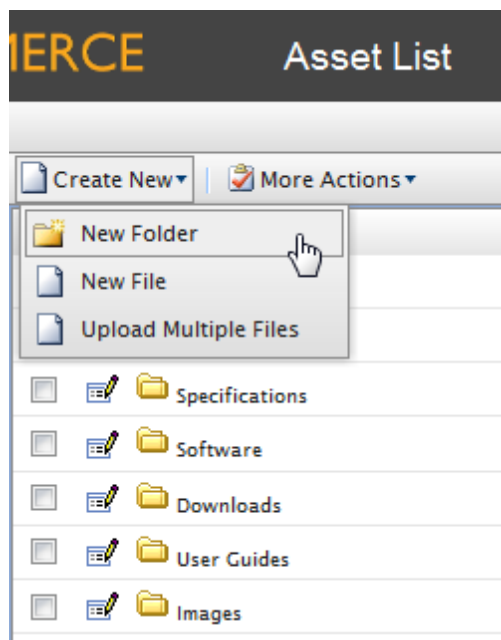 MERCE Asset List
Create New More Actions
New Folder
New File
Upload Multiple Files
Specifications
Software
Downloads
User Guides
Images